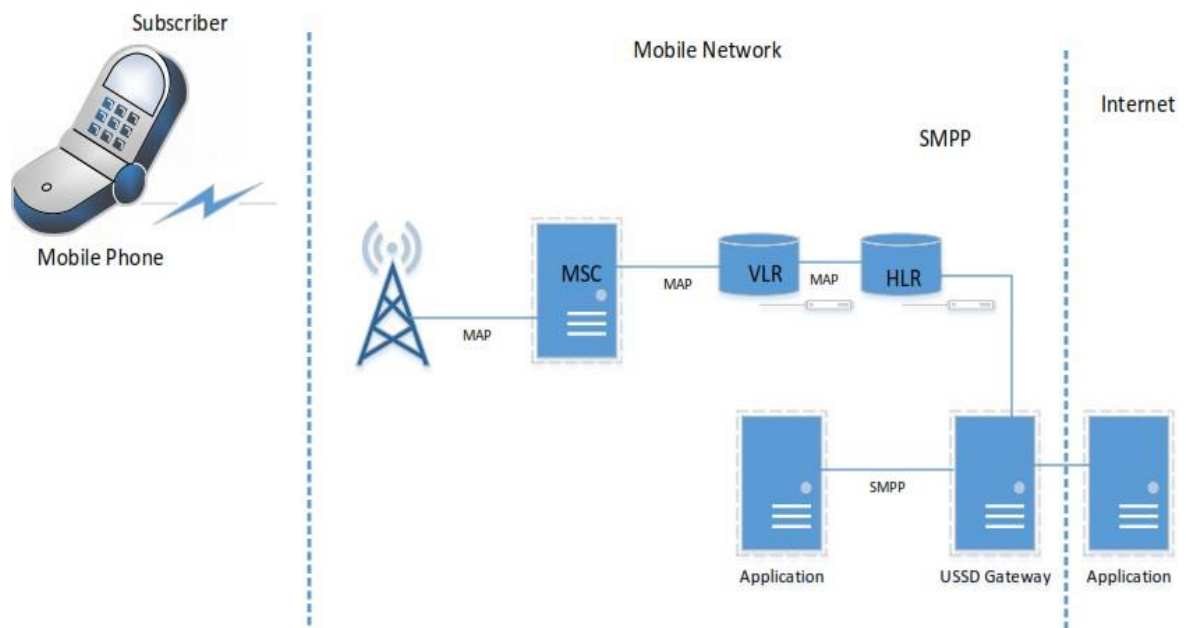 Subscriber
Mobile Network
Internet
SMPP
Mobile Phone
MSC
VLR
HLR
MAP
MAP
MAP
SMPP
Application
USSD Gateway
Application